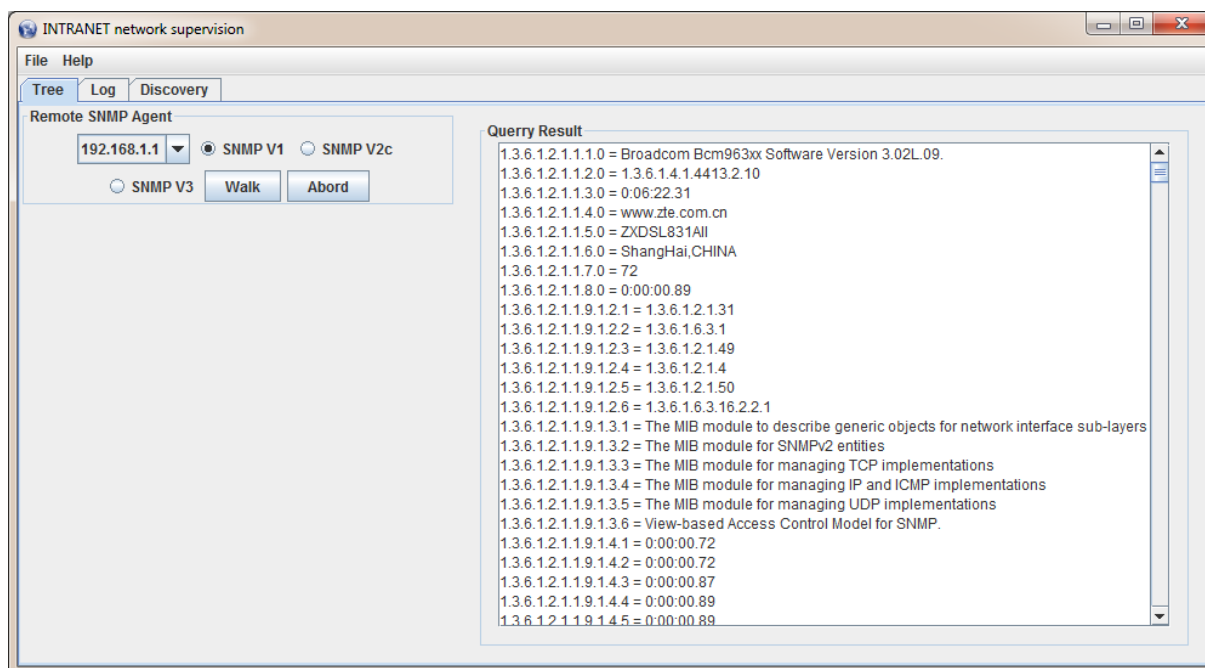 INTRANET network supervision
File Help
Tree Log Discovery
Remote SNMP Agent
192.168.1.1 SNMP V1 SNMP V2c
SNMP V3 Walk Abord
Querry Result
1.3.6.1.2.1.1.1.0 = Broadcom Bcm963xx Software Version 3.02L.09.
1.3.6.1.2.1.1.2.0 = 1.3.6.1.4.1.4413.2.10
1.3.6.1.2.1.1.3.0 = 0:06:22.31
1.3.6.1.2.1.1.4.0 = www.zte.com.cn
1.3.6.1.2.1.1.5.0 = ZXDSL831AII
1.3.6.1.2.1.1.6.0 = ShangHai,CHINA
1.3.6.1.2.1.1.7.0 = 72
1.3.6.1.2.1.1.8.0 = 0:00:00.89
1.3.6.1.2.1.1.9.1.2.1 = 1.3.6.1.2.1.31
1.3.6.1.2.1.1.9.1.2.2 = 1.3.6.1.6.3.1
1.3.6.1.2.1.1.9.1.2.3 = 1.3.6.1.2.1.49
1.3.6.1.2.1.1.9.1.2.4 = 1.3.6.1.2.1.4
1.3.6.1.2.1.1.9.1.2.5 = 1.3.6.1.2.1.50
1.3.6.1.2.1.1.9.1.2.6 = 1.3.6.1.6.3.16.2.2.1
1.3.6.1.2.1.1.9.1.3.1 = The MIB module to describe generic objects for network interface sub-layers
1.3.6.1.2.1.1.9.1.3.2 = The MIB module for SNMPv2 entities
1.3.6.1.2.1.1.9.1.3.3 = The MIB module for managing TCP implementations
1.3.6.1.2.1.1.9.1.3.4 = The MIB module for managing IP and ICMP implementations
1.3.6.1.2.1.1.9.1.3.5 = The MIB module for managing UDP implementations
1.3.6.1.2.1.1.9.1.3.6 = View-based Access Control Model for SNMP.
1.3.6.1.2.1.1.9.1.4.1 = 0:00:00.72
1.3.6.1.2.1.1.9.1.4.2 = 0:00:00.72
1.3.6.1.2.1.1.9.1.4.3 = 0:00:00.87
1.3.6.1.2.1.1.9.1.4.4 = 0:00:00.89
1.3.6.1.2.1.1.9.1.4.5 = 0:00:00.89